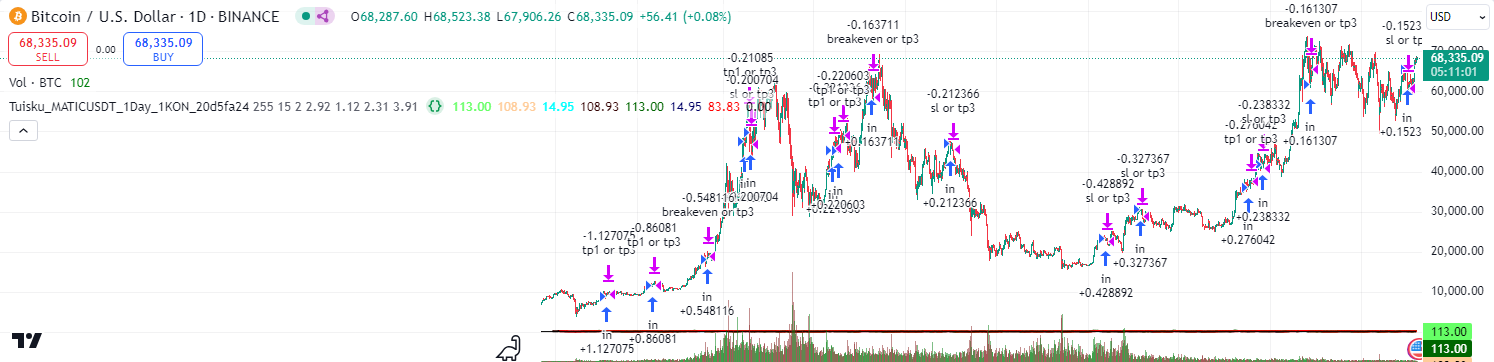 Bitcoin / U.S. Dollar · 1D · BINANCE
O68,287.60 H68,523.38 L67,906.26 C68,335.09 +56.41 (+0.08%)
USD
68,335.09
SELL
0.00
68,335.09
BUY
Vol · BTC 102
Tuisku_MATICUSDT_1Day_1KON_20d5fa24 255 15 2 2.92 1.12 2.31 3.91 113.00 108.93 14.95 108.93 113.00 14.95 83.83 0.00
-1.127075
tp1 or tp3
in
+1.127075
-0.86081
tp1 or tp3
in
+0.86081
-0.548116
breakeven or tp3
in
+0.548116
-0.21085
tp1 or tp3
-0.200704
sl or tp3
in
-0.220603
tp1 or tp3
in
+0.220603
-0.163711
breakeven or tp3
in
+0.163711
-0.212366
sl or tp3
in
+0.212366
-0.428892
sl or tp3
in
+0.428892
-0.327367
sl or tp3
in
+0.327367
-0.276042
tp1 or tp3
in
+0.276042
-0.238332
sl or tp3
in
+0.238332
-0.161307
breakeven or tp3
in
+0.161307
-0.1523
sl or tp
in
+0.1523
70,000.00
68,335.09
05:11:01
60,000.00
50,000.00
40,000.00
30,000.00
20,000.00
10,000.00
113.00
113.00